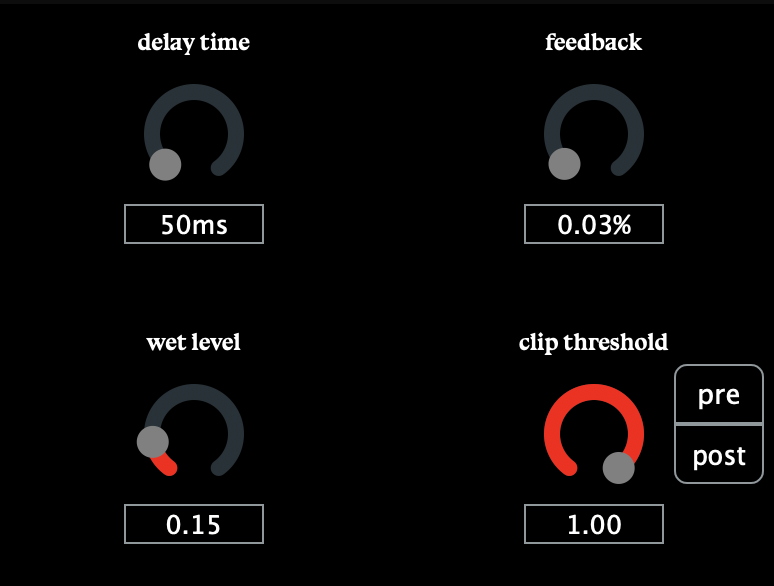 delay time
feedback
50ms
0.03%
wet level
clip threshold
pre
post
0.15
1.00